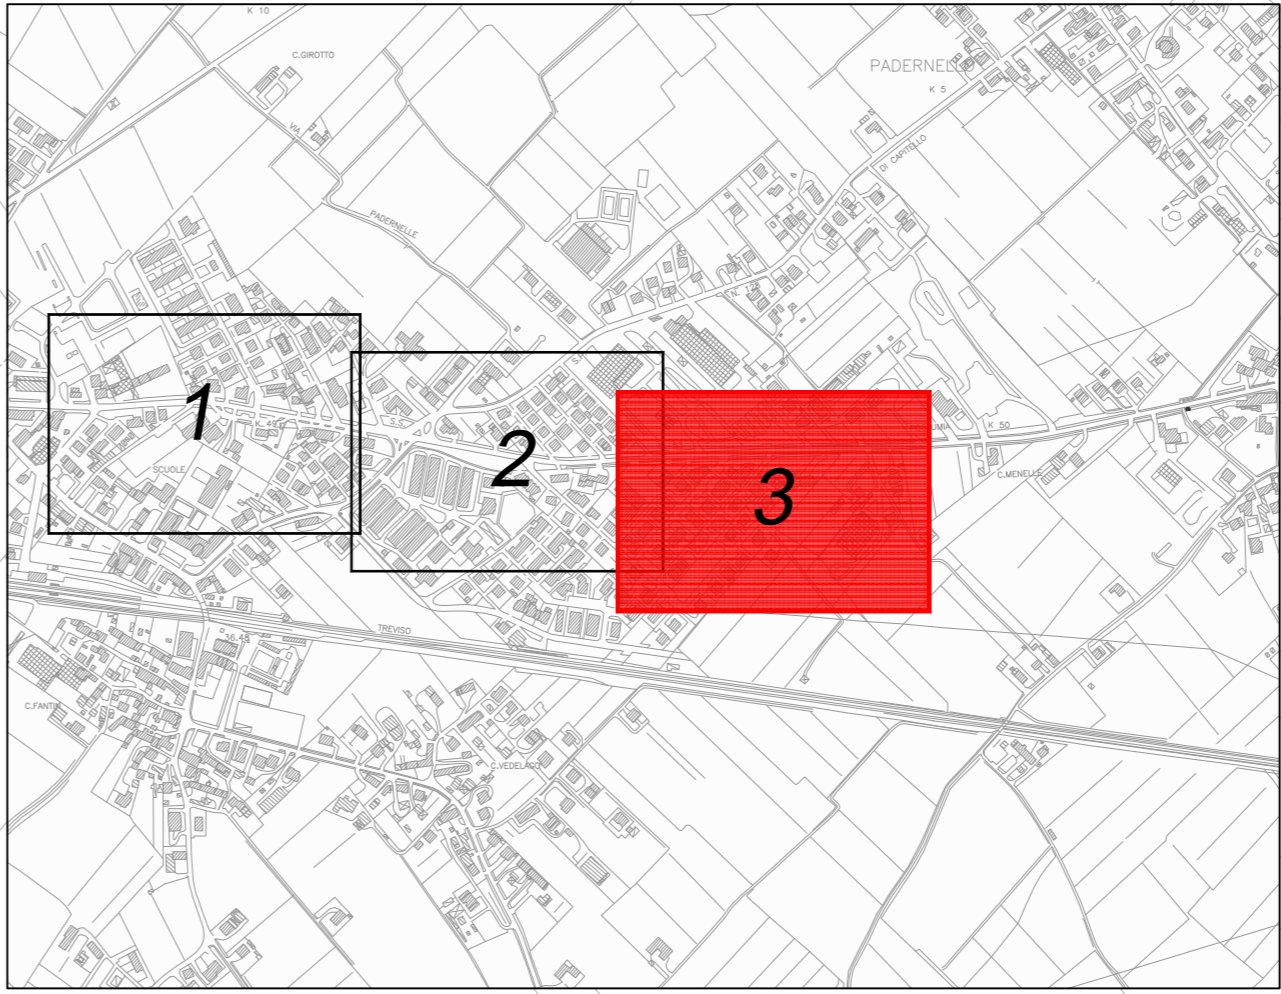 K 10
C.GIROTTO
PADERNELLO
K 5
VIA
DI CAPITELLO
PADERNELLE
N. 128
1
K 49
S.S.
2
3
K 50
C.MENELLE
SCUOLE
TREVISO
36.48
C.FANTIN
C.VEDELAGO